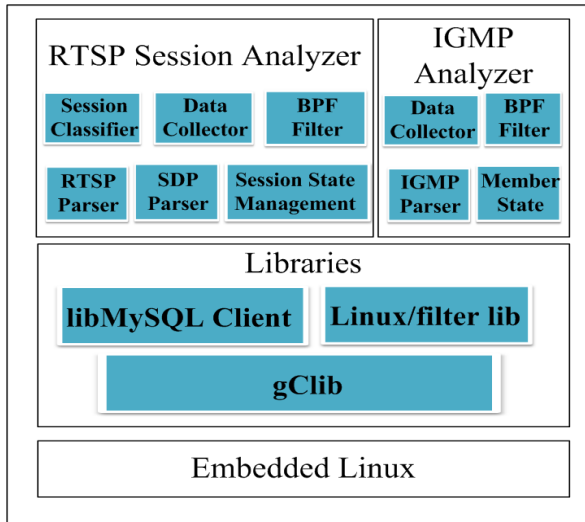 RTSP Session Analyzer
Session
Classifier
Data
Collector
BPF
Filter
RTSP
Parser
SDP
Parser
Session State
Management
IGMP
Analyzer
Data
Collector
BPF
Filter
IGMP
Parser
Member
State
Libraries
libMySQL Client
Linux/filter lib
gClib
Embedded Linux